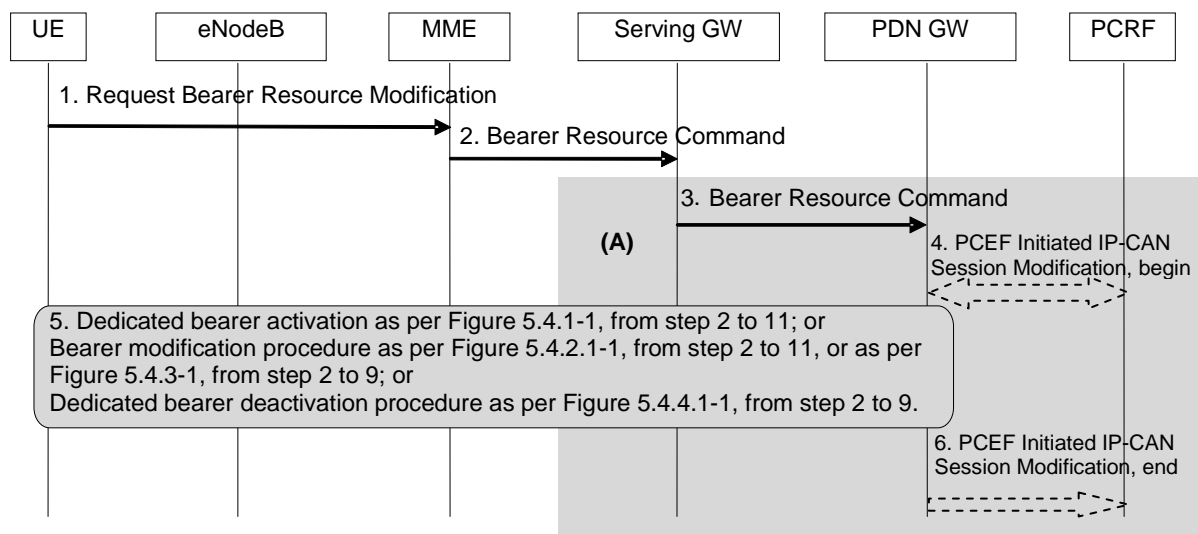 UE
eNodeB
MME
Serving GW
PDN GW
PCRF
1. Request Bearer Resource Modification
2. Bearer Resource Command
3. Bearer Resource Command
(A)
4. PCEF Initiated IP-CAN
Session Modification, begin
5. Dedicated bearer activation as per Figure 5.4.1-1, from step 2 to 11; or
Bearer modification procedure as per Figure 5.4.2.1-1, from step 2 to 11, or as per
Figure 5.4.3-1, from step 2 to 9; or
Dedicated bearer deactivation procedure as per Figure 5.4.4.1-1, from step 2 to 9.
6. PCEF Initiated IP-CAN
Session Modification, end